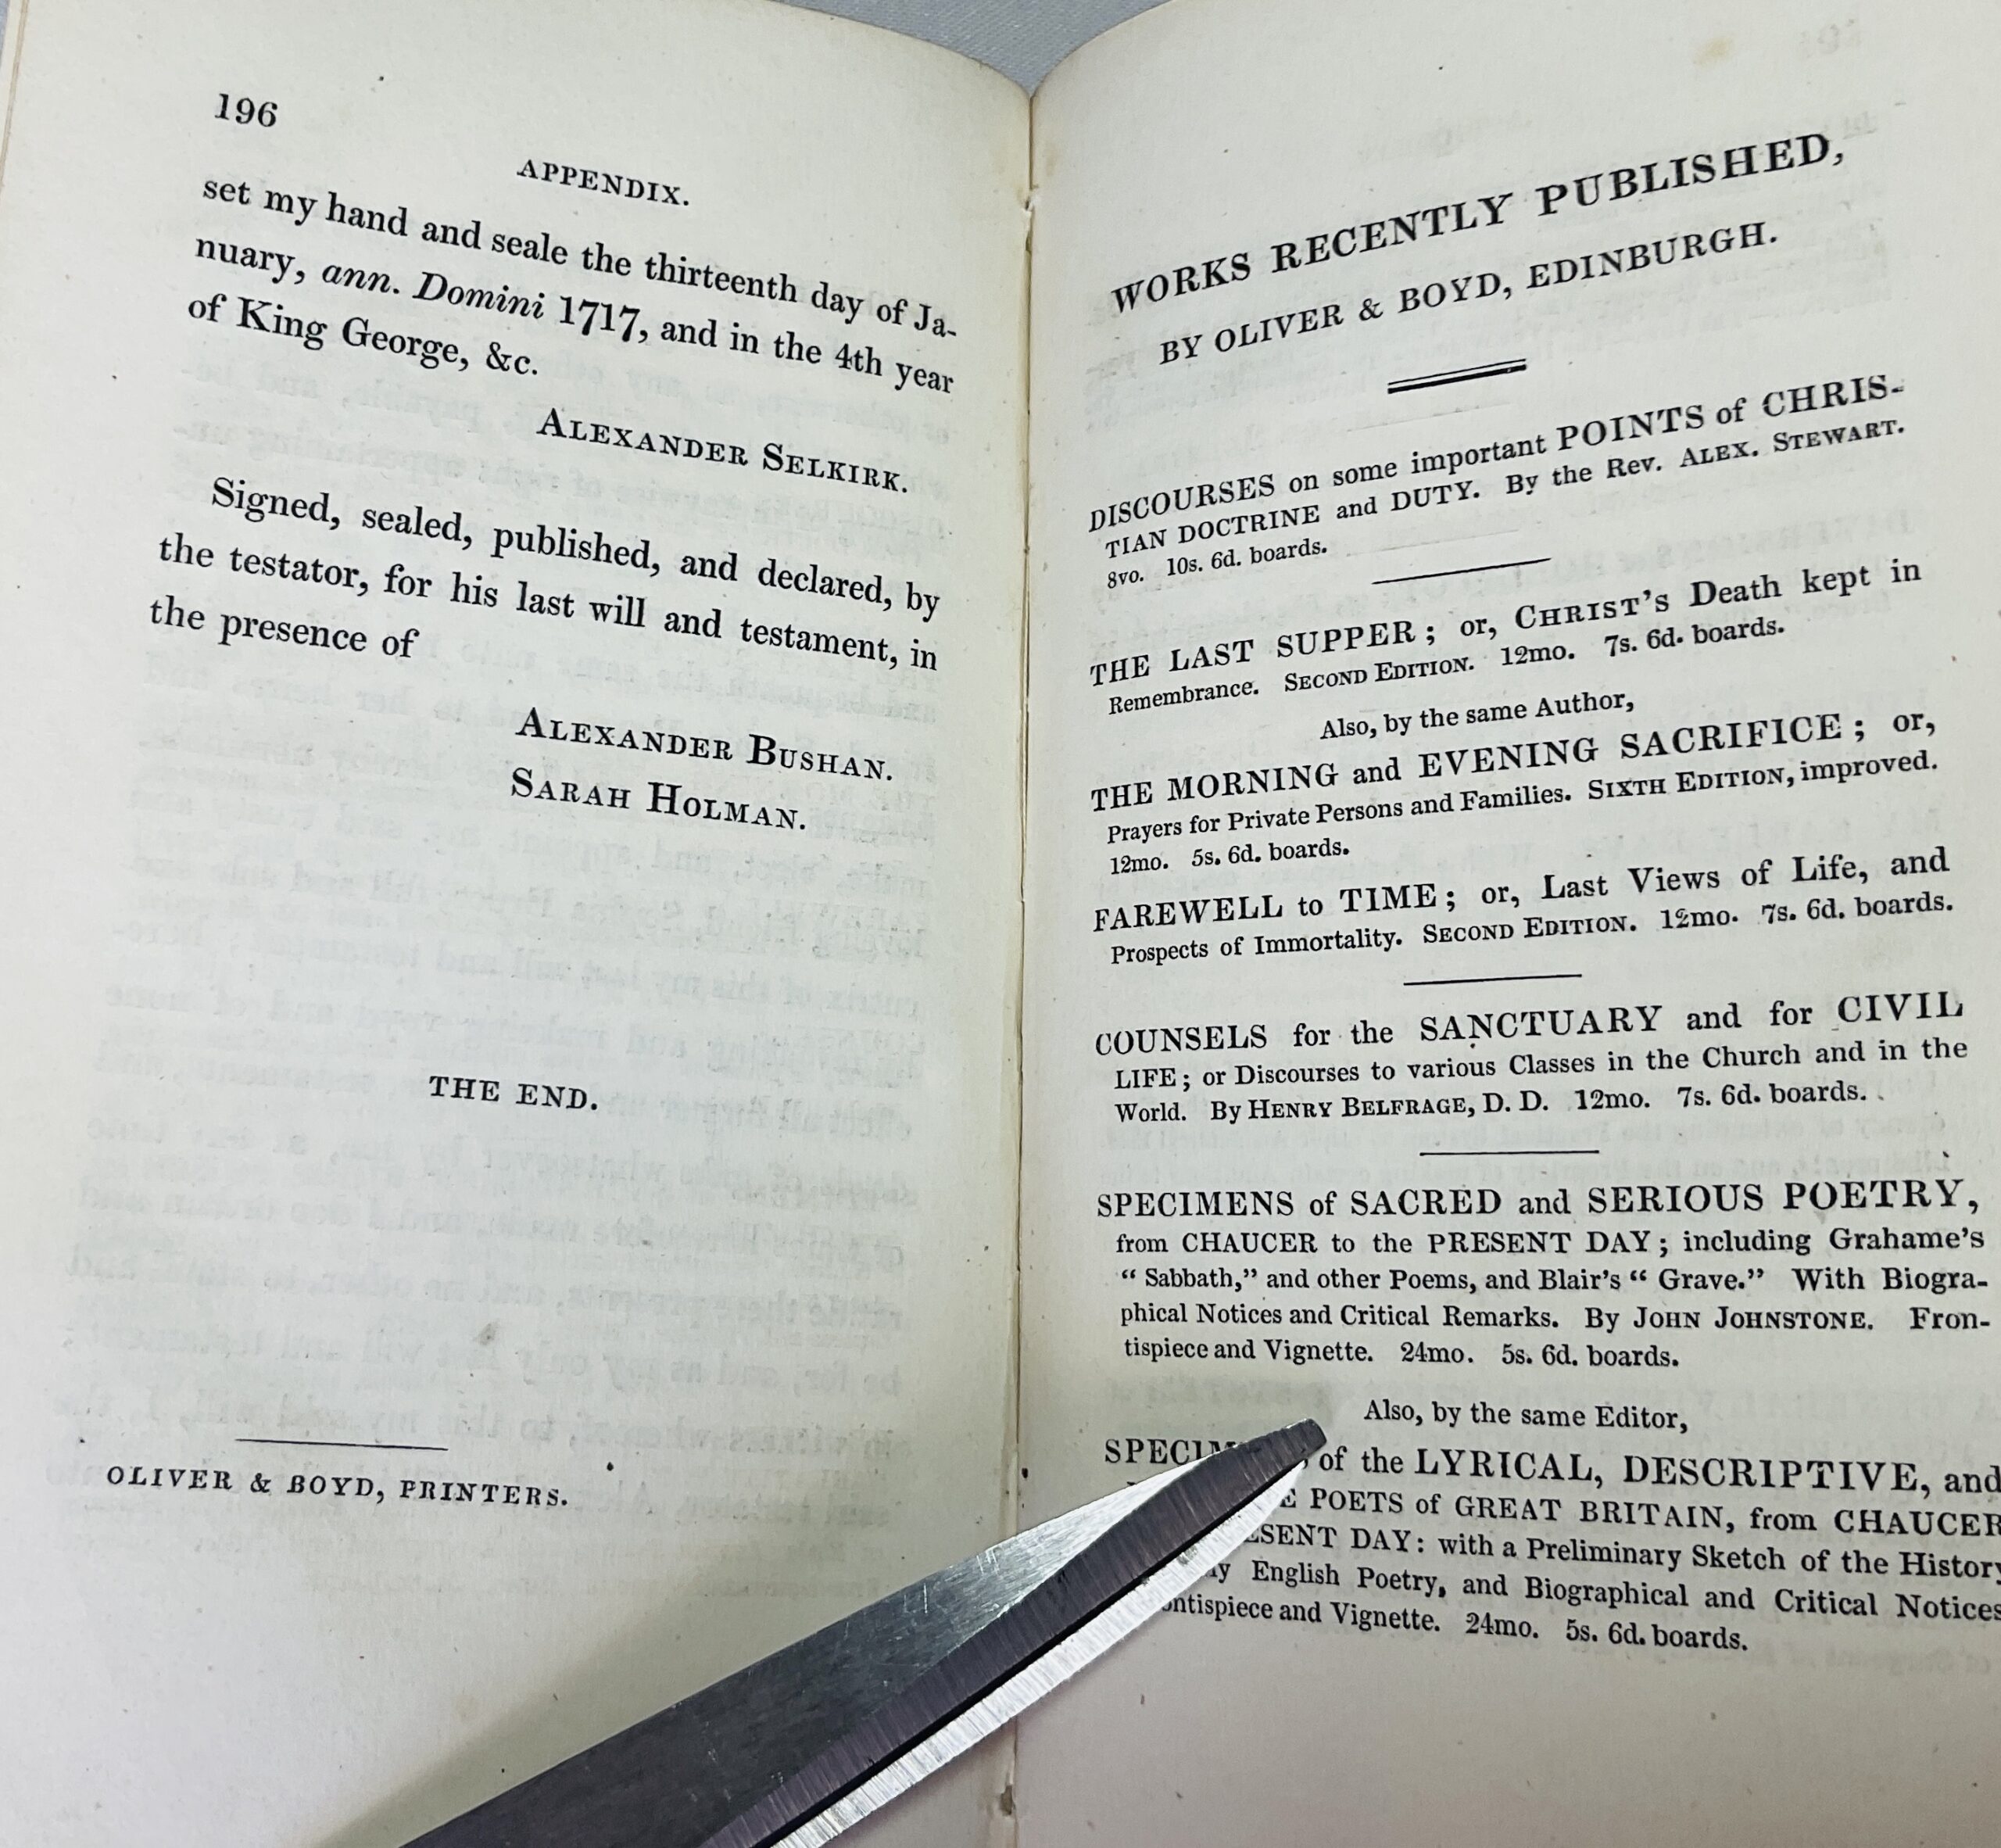 196
APPENDIX.
set my hand and seale the thirteenth day of Ja-
nuary, ann. Domini 1717, and in the 4th year
of King George, &c.
ALEXANDER SELKIRK.
Signed, sealed, published, and declared, by
the testator, for his last will and testament, in
the presence of
ALEXANDER BUSHAN.
SARAH HOLMAN.
THE END.
OLIVER & BOYD, PRINTERS.
WORKS RECENTLY PUBLISHED,
BY OLIVER & BOYD, EDINBURGH.
DISCOURSES on some important POINTS of CHRIS-
TIAN DOCTRINE and DUTY. By the Rev. ALEX. STEWART.
8vo. 10s. 6d. boards.
THE LAST SUPPER; or, CHRIST'S Death kept in
Remembrance. SECOND EDITION. 12mo. 7s. 6d. boards.
Also, by the same Author,
THE MORNING and EVENING SACRIFICE; or,
Prayers for Private Persons and Families. SIXTH EDITION, improved.
12mo. 5s. 6d. boards.
FAREWELL to TIME; or, Last Views of Life, and
Prospects of Immortality. SECOND EDITION. 12mo. 7s. 6d. boards.
COUNSELS for the SANCTUARY and for CIVIL
LIFE; or Discourses to various Classes in the Church and in the
World. By HENRY BELFRAGE, D. D. 12mo. 7s. 6d. boards.
SPECIMENS of SACRED and SERIOUS POETRY,
from CHAUCER to the PRESENT DAY; including Grahame's
"Sabbath," and other Poems, and Blair's "Grave." With Biogra-
phical Notices and Critical Remarks. By JOHN JOHNSTONE. Fron-
tispiece and Vignette. 24mo. 5s. 6d. boards.
Also, by the same Editor,
of the LYRICAL, DESCRIPTIVE, and
POETS of GREAT BRITAIN, from CHAUCER
DAY: with a Preliminary Sketch of the History
English Poetry, and Biographical and Critical Notices
and Vignette. 24mo. 5s. 6d. boards.